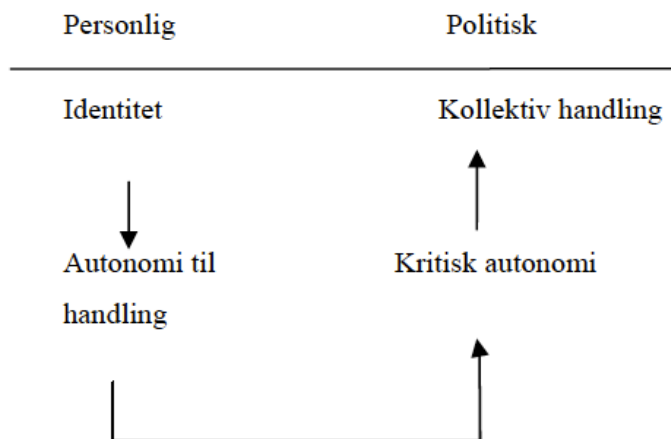 Personlig Politisk
Identitet Kollektiv handling
Autonomi til Kritisk autonomi
handling